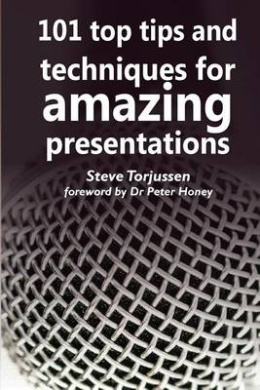 101 top tips and
techniques for
amazing
presentations
Steve Torjussen
foreword by Dr Peter Honey